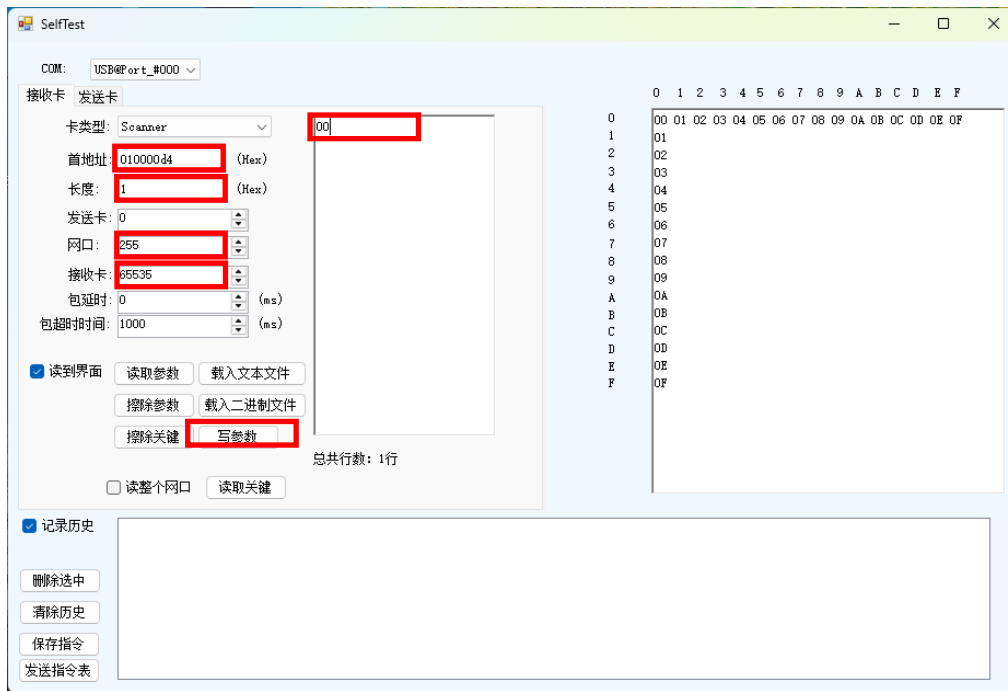 SelfTest
COM: USB@Port_#000
接收卡 发送卡
卡类型: Scanner
首地址: 010000d4 (Hex)
长度: 1 (Hex)
发送卡: 0
网口: 255
接收卡: 65535
包延时: 0 (ms)
包超时时间: 1000 (ms)
读到界面 读取参数 载入文本文件
擦除参数 载入二进制文件
擦除关键 写参数
读整个网口 读取关键
00
总共行数: 1行
0 1 2 3 4 5 6 7 8 9 A B C D E F
0 00 01 02 03 04 05 06 07 08 09 0A 0B 0C 0D 0E 0F
1 01
2 02
3 03
4 04
5 05
6 06
7 07
8 08
9 09
A 0A
B 0B
C 0C
D 0D
E 0E
F 0F
记录历史
删除选中
清除历史
保存指令
发送指令表